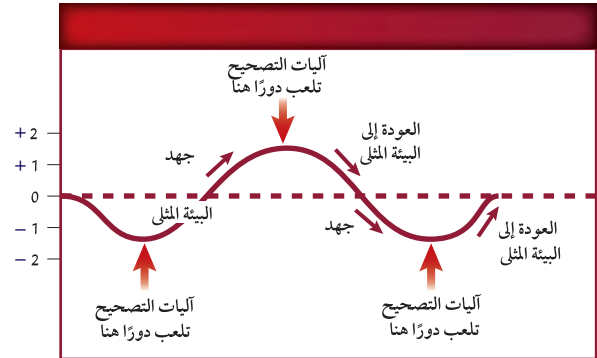 آليات التصحيح
تلعب دورًا هنا
+ 2
+ 1
0
– 1
– 2
جهد
العودة إلى
البيئة المثلى
البيئة المثلى
جهد
العودة إلى
البيئة المثلى
آليات التصحيح
تلعب دورًا هنا
آليات التصحيح
تلعب دورًا هنا